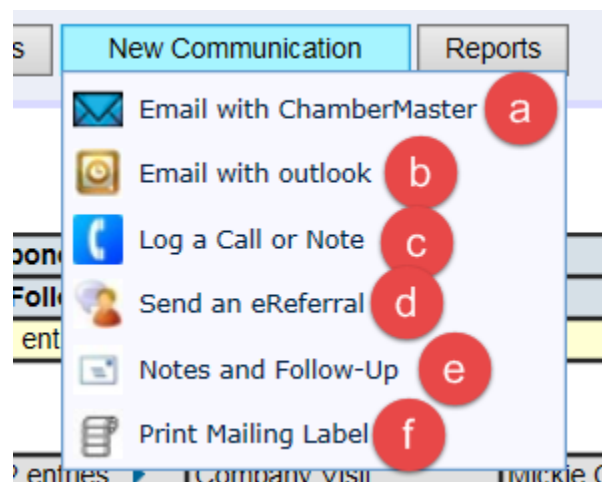 s New Communication Reports
Email with ChamberMaster a
Email with outlook b
Log a Call or Note c
Send an eReferral d
Notes and Follow-Up e
Print Mailing Label f
ent
entries Company Visit